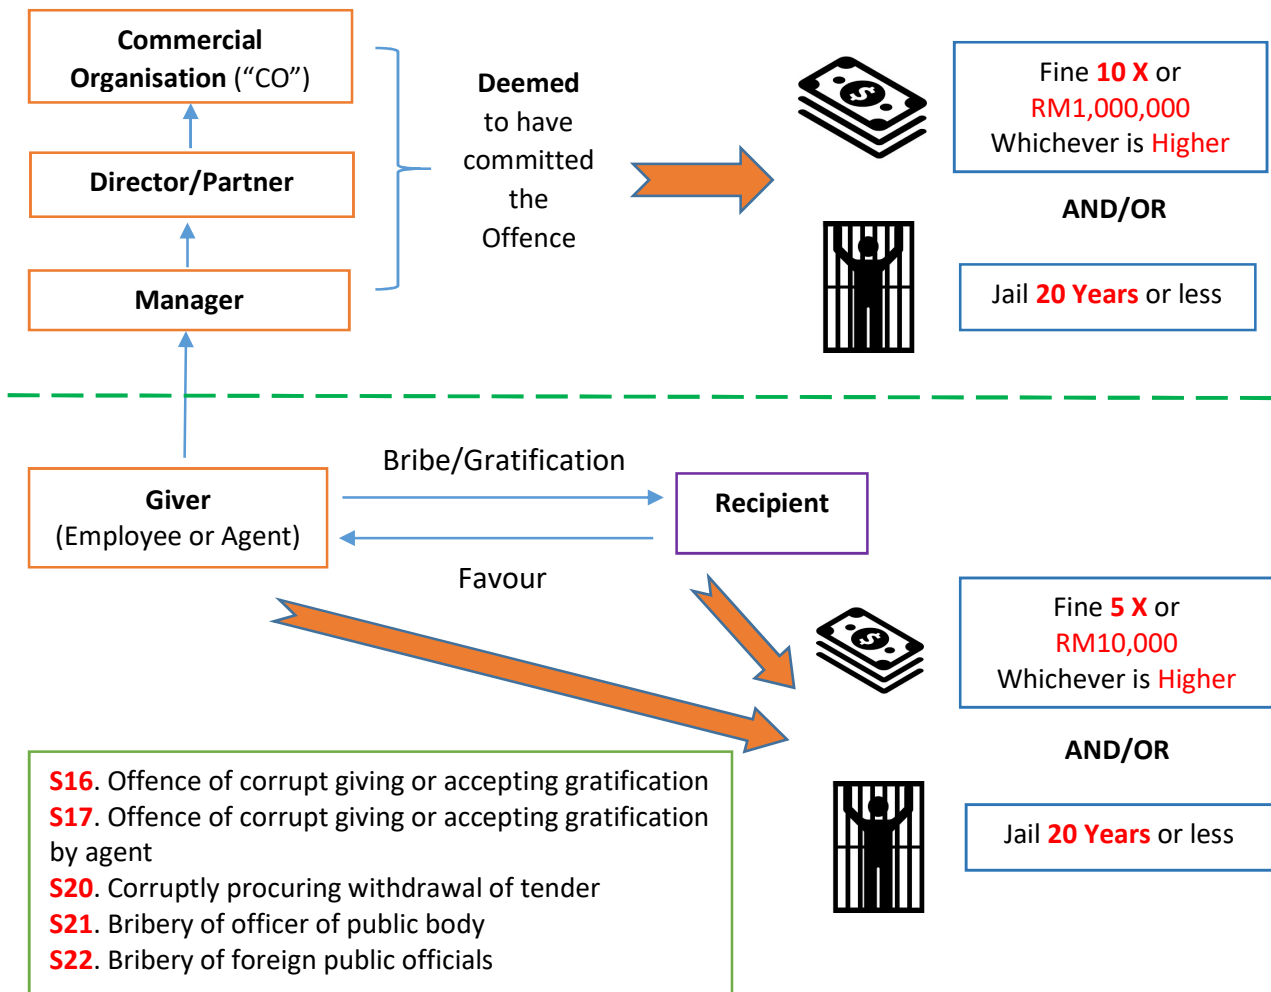 Commercial
Organisation (“CO”)
Director/Partner
Manager
Deemed
to have
committed
the
Offence
$
Fine 10 X or
RM1,000,000
Whichever is Higher
AND/OR
Jail 20 Years or less
Giver
(Employee or Agent)
Bribe/Gratification
Favour
Recipient
$
Fine 5 X or
RM10,000
Whichever is Higher
AND/OR
Jail 20 Years or less
S16. Offence of corrupt giving or accepting gratification
S17. Offence of corrupt giving or accepting gratification
by agent
S20. Corruptly procuring withdrawal of tender
S21. Bribery of officer of public body
S22. Bribery of foreign public officials